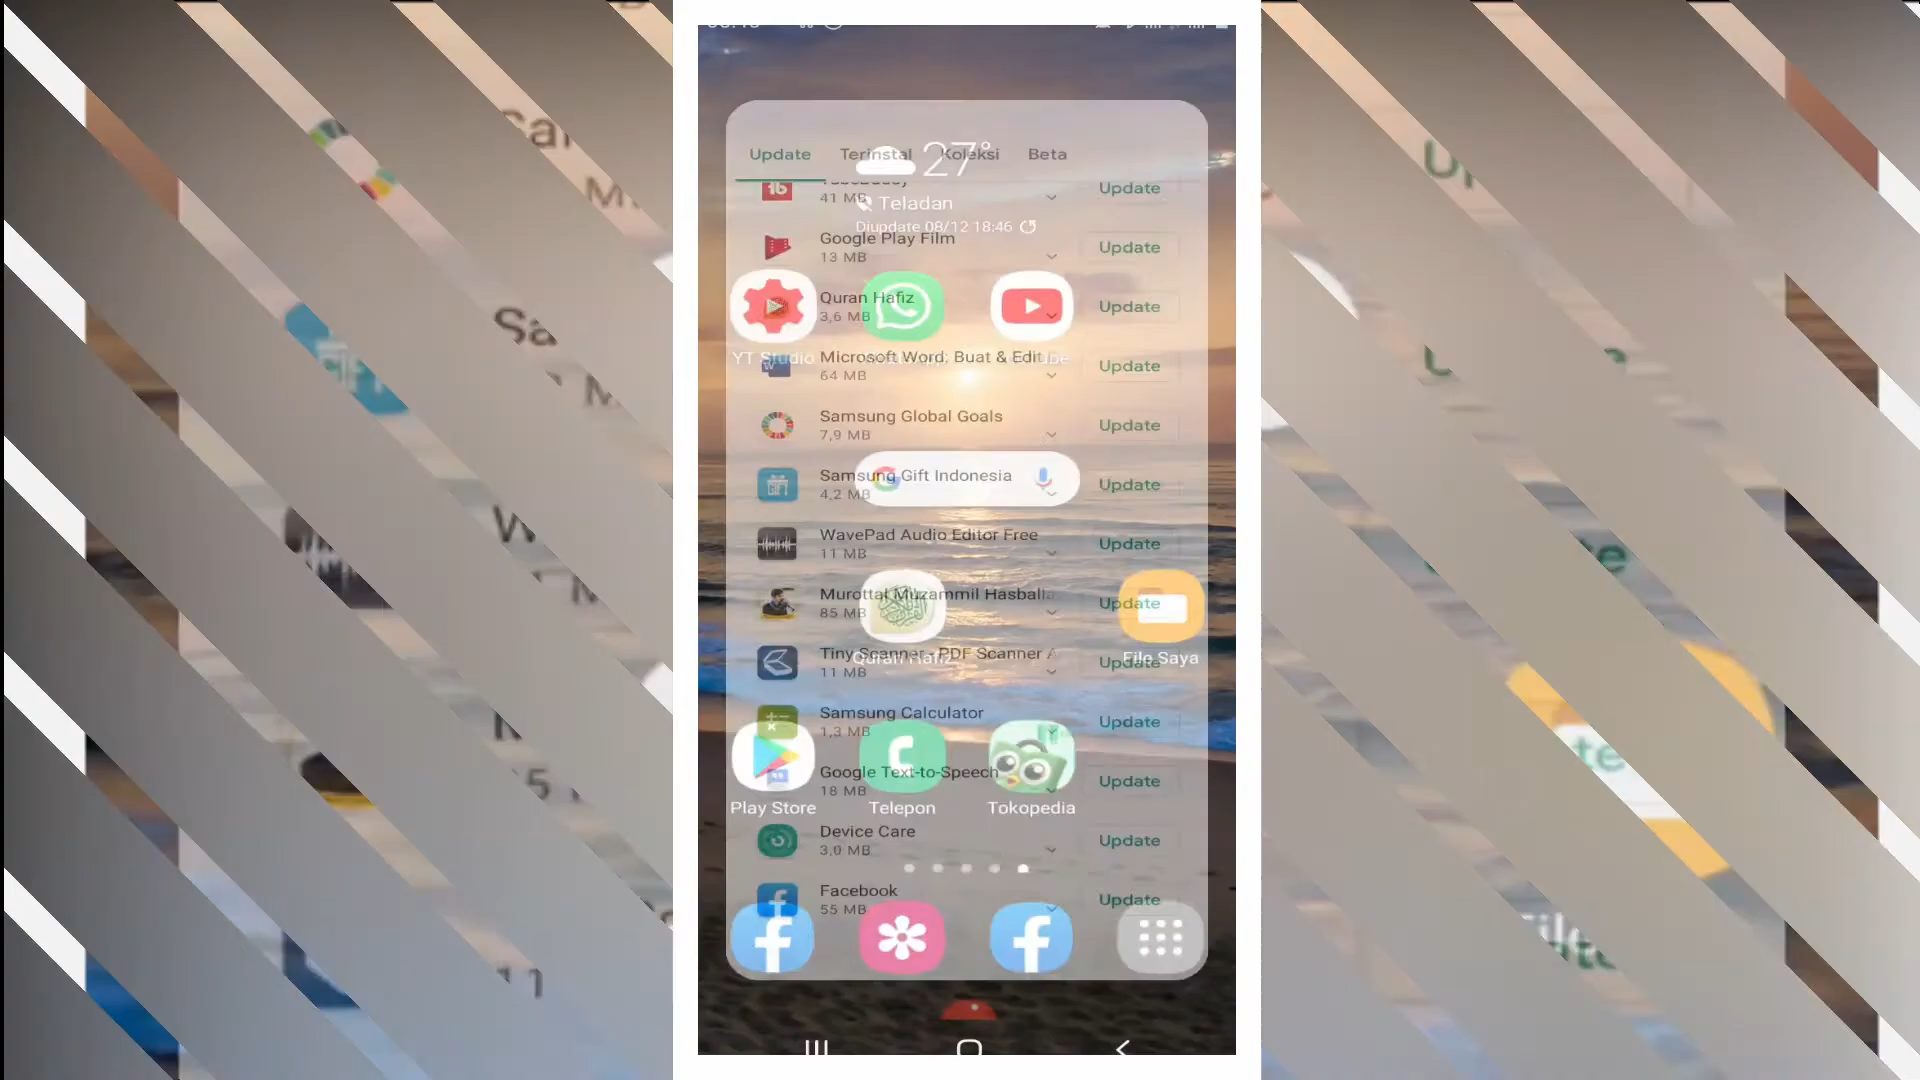 Update Terinstal Koleksi Beta
27°
41 MB
Update
Teladan
Diupdate 08/12 18:46
Google Play Film
13 MB
Update
Quran Hafiz
3,6 MB
Update
YT Studio
Microsoft Word: Buat & Edit
64 MB
Update
Samsung Global Goals
7,9 MB
Update
Samsung Gift Indonesia
4,2 MB
Update
WavePad Audio Editor Free
11 MB
Update
Murottal Muzammil Hasballa
85 MB
Update
Tiny Scanner - PDF Scanner A
11 MB
Update
Quran Hafiz
File Saya
Samsung Calculator
1,3 MB
Update
Google Text-to-Speech
18 MB
Update
Play Store Telepon Tokopedia
Device Care
3,0 MB
Update
Facebook
55 MB
Update